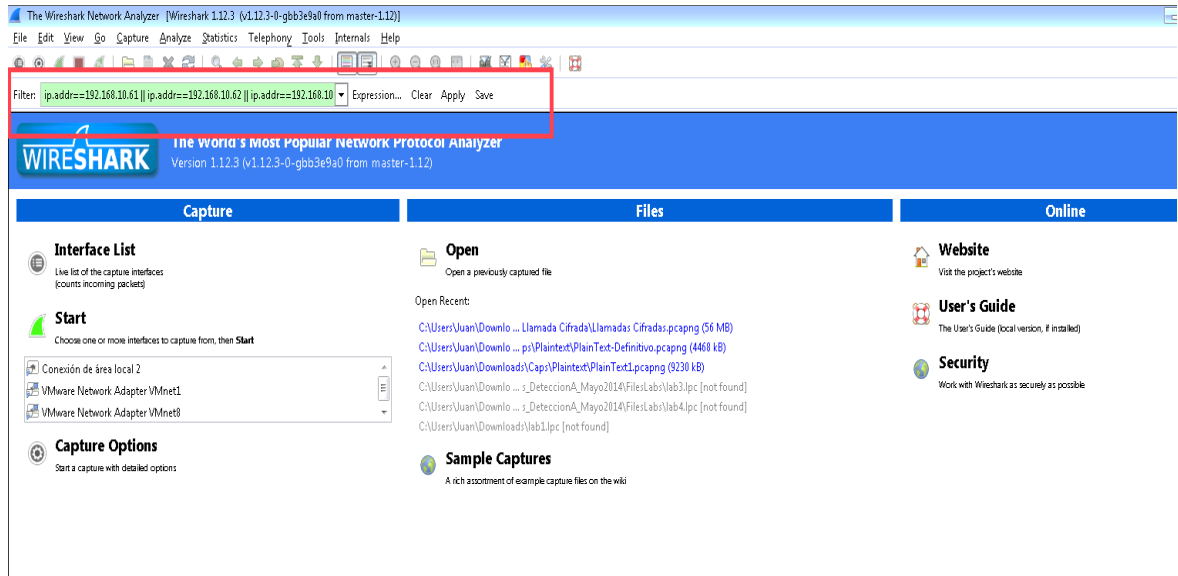 The Wireshark Network Analyzer [Wireshark 1.12.3 (v1.12.3-0-gbb3e9a0 from master-1.12)]
File Edit View Go Capture Analyze Statistics Telephony Tools Internals Help
Filter: ip.addr==192.168.10.61 || ip.addr==192.168.10.62 || ip.addr==192.168.10 Expression... Clear Apply Save
WIRESHARK
The World's Most Popular Network Protocol Analyzer
Version 1.12.3 (v1.12.3-0-gbb3e9a0 from master-1.12)
Capture
Interface List
Live list of the capture interfaces
(counts incoming packets)
Start
Choose one or more interfaces to capture from, then Start
Conexión de área local 2
VMware Network Adapter VMnet1
VMware Network Adapter VMnet8
Capture Options
Start a capture with detailed options
Files
Open
Open a previously captured file
Open Recent:
C:\Users\Juan\Downlo ... Llamada Cifrada\Llamadas Cifradas.pcapng (56 MB)
C:\Users\Juan\Downlo ... ps\Plaintext\PlainText-Definitivo.pcapng (4468 kB)
C:\Users\Juan\Downloads\Caps\Plaintext\PlainText1.pcapng (9230 kB)
C:\Users\Juan\Downlo ... s_DeteccionA_Mayo2014\FilesLabs\lab3.lpc [not found]
C:\Users\Juan\Downlo ... s_DeteccionA_Mayo2014\FilesLabs\lab4.lpc [not found]
C:\Users\Juan\Downloads\lab1.lpc [not found]
Sample Captures
A rich assortment of example capture files on the wiki
Online
Website
Visit the project's website
User's Guide
The User's Guide (local version, if installed)
Security
Work with Wireshark as securely as possible